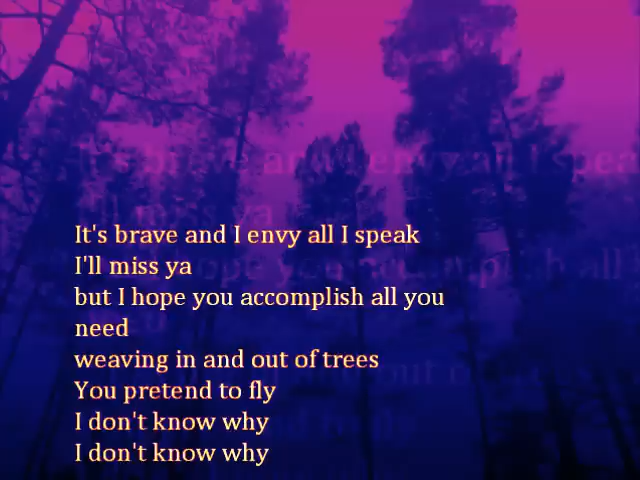 It's brave and I envy all I speak
I'll miss ya
but I hope you accomplish all you
need
weaving in and out of trees
You pretend to fly
I don't know why
I don't know why